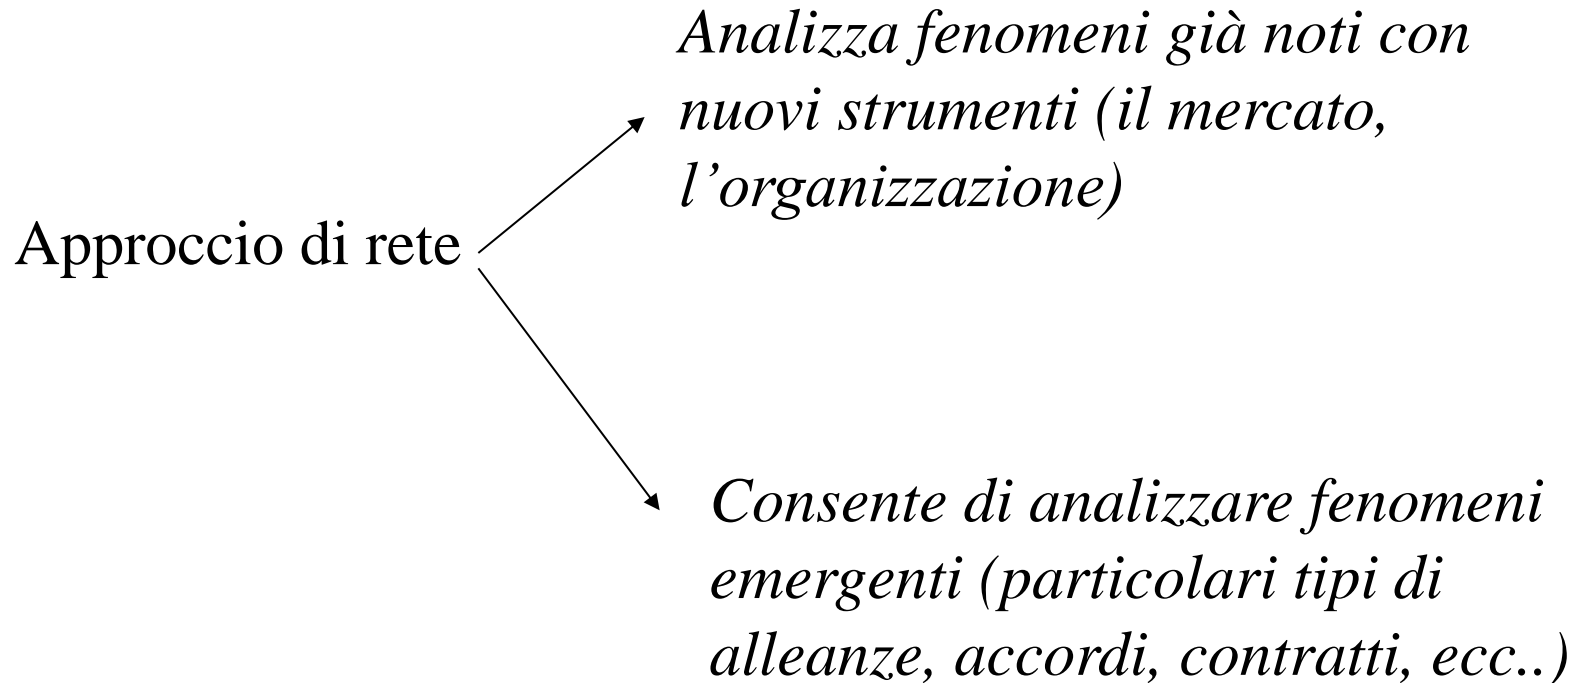 Analizza fenomeni già noti con
nuovi strumenti (il mercato,
l’organizzazione)
Approccio di rete
Consente di analizzare fenomeni
emergenti (particolari tipi di
alleanze, accordi, contratti, ecc..)